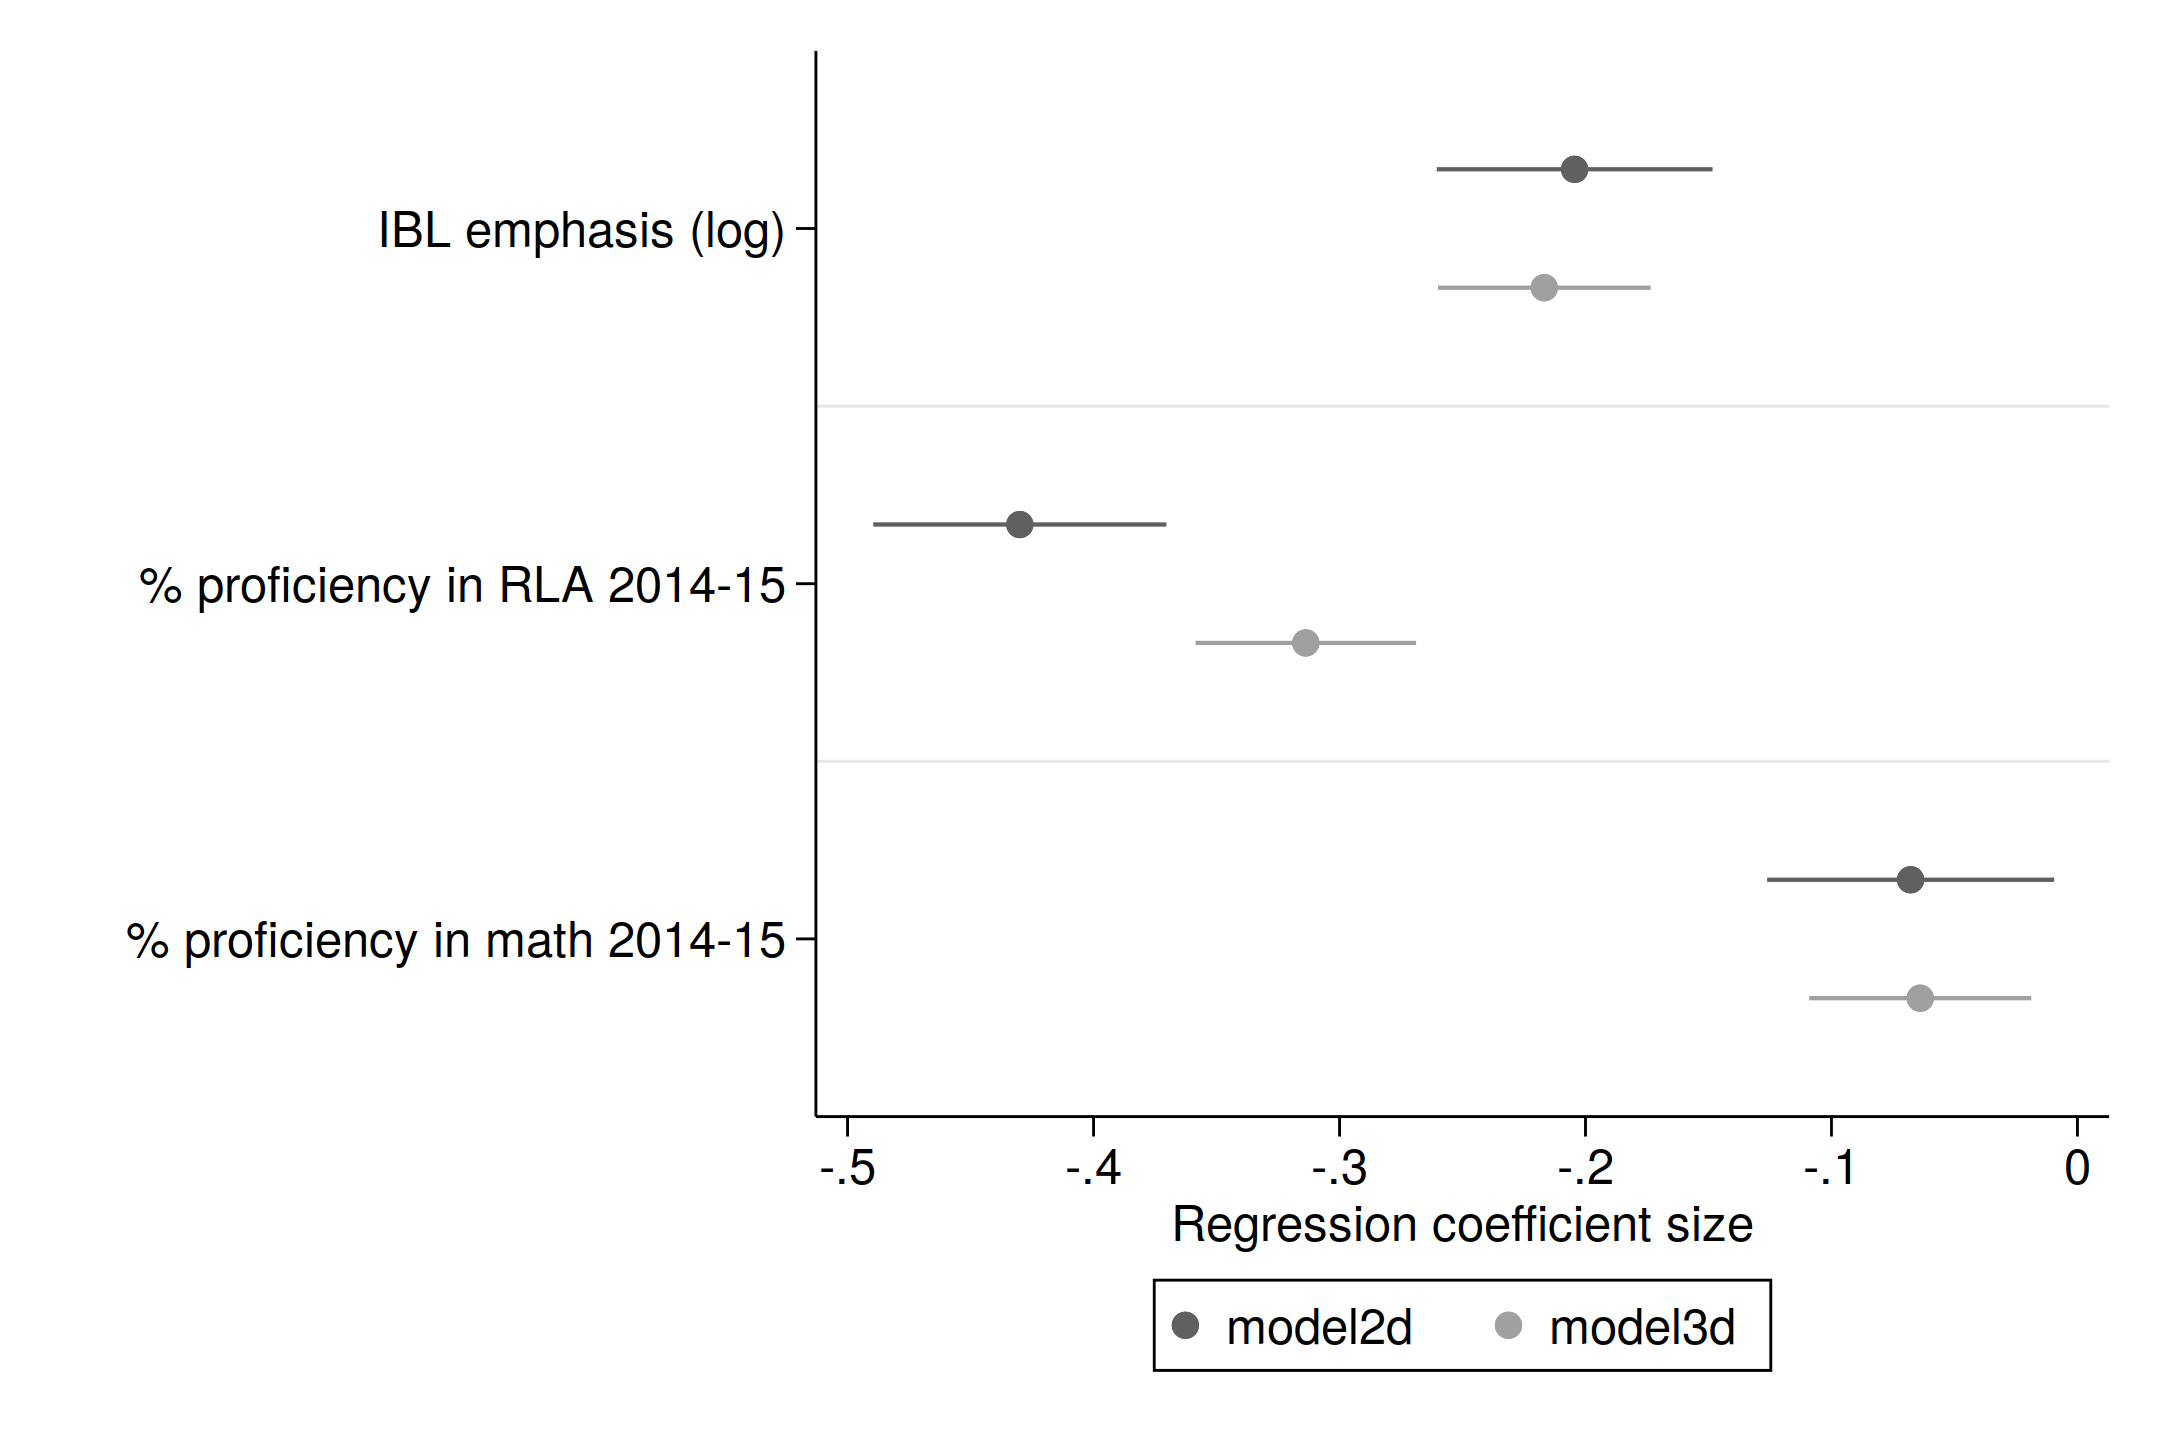 IBL emphasis (log)
% proficiency in RLA 2014-15
% proficiency in math 2014-15
-.5 -.4 -.3 -.2 -.1 0
Regression coefficient size
model2d model3d